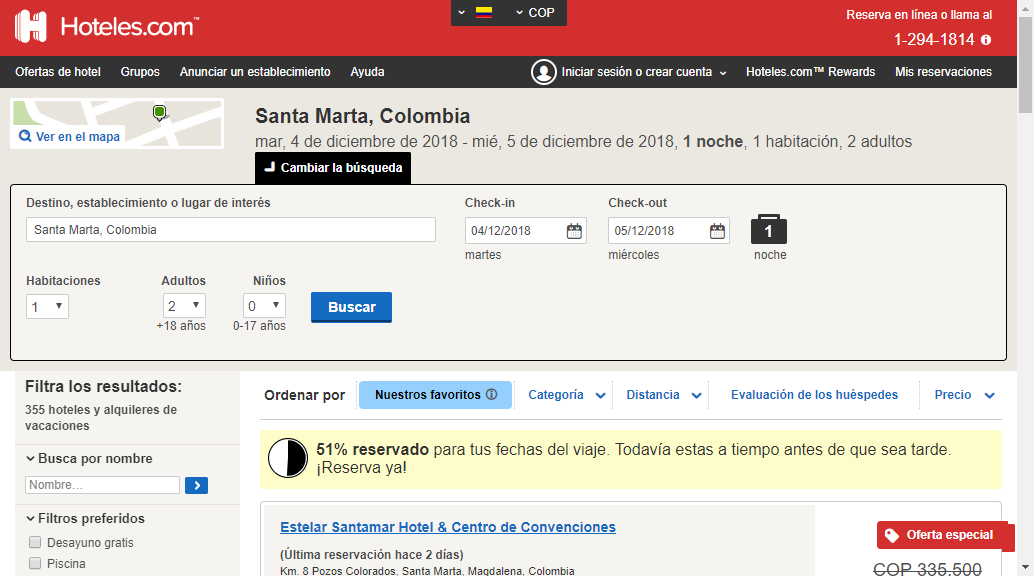 Hoteles.com™
COP
Reserva en línea o llama al
1-294-1814
Ofertas de hotel Grupos Anunciar un establecimiento Ayuda Iniciar sesión o crear cuenta Hoteles.com™ Rewards Mis reservaciones
Ver en el mapa
Santa Marta, Colombia
mar, 4 de diciembre de 2018 - mié, 5 de diciembre de 2018, 1 noche, 1 habitación, 2 adultos
Cambiar la búsqueda
Destino, establecimiento o lugar de interés Check-in Check-out
Santa Marta, Colombia 04/12/2018 05/12/2018 1
martes miércoles noche
Habitaciones Adultos Niños
1 2 0 Buscar
+18 años 0-17 años
Filtra los resultados:
355 hoteles y alquileres de
vacaciones
Busca por nombre
Nombre...
Filtros preferidos
Desayuno gratis
Piscina
Ordenar por Nuestros favoritos Categoría Distancia Evaluación de los huéspedes Precio
51% reservado para tus fechas del viaje. Todavía estas a tiempo antes de que sea tarde.
¡Reserva ya!
Estelar Santamar Hotel & Centro de Convenciones
Oferta especial
(Última reservación hace 2 días)
Km. 8 Pozos Colorados, Santa Marta, Magdalena, Colombia
COP 335.500